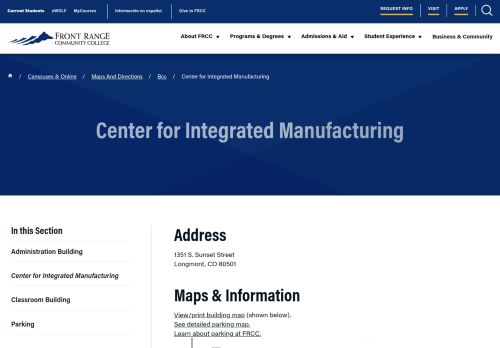 Current Students eWOLF MyCourses Información en español Give to FRCC REQUEST INFO VISIT APPLY
FRONT RANGE
COMMUNITY COLLEGE
About FRCC Programs & Degrees Admissions & Aid Student Experience Business & Community
/ Campuses & Online / Maps And Directions / Bcc / Center for Integrated Manufacturing
Center for Integrated Manufacturing
In this Section
Administration Building
Center for Integrated Manufacturing
Classroom Building
Parking
Address
1351 S. Sunset Street
Longmont, CO 80501
Maps & Information
View/print building map (shown below).
See detailed parking map.
Learn about parking at FRCC.